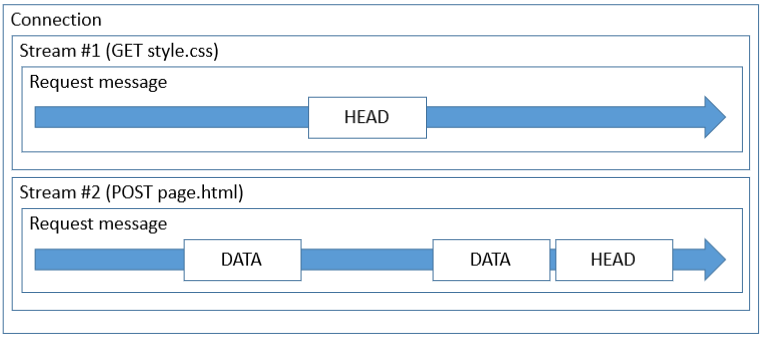 Connection
Stream #1 (GET style.css)
Request message
HEAD
Stream #2 (POST page.html)
Request message
DATA DATA HEAD